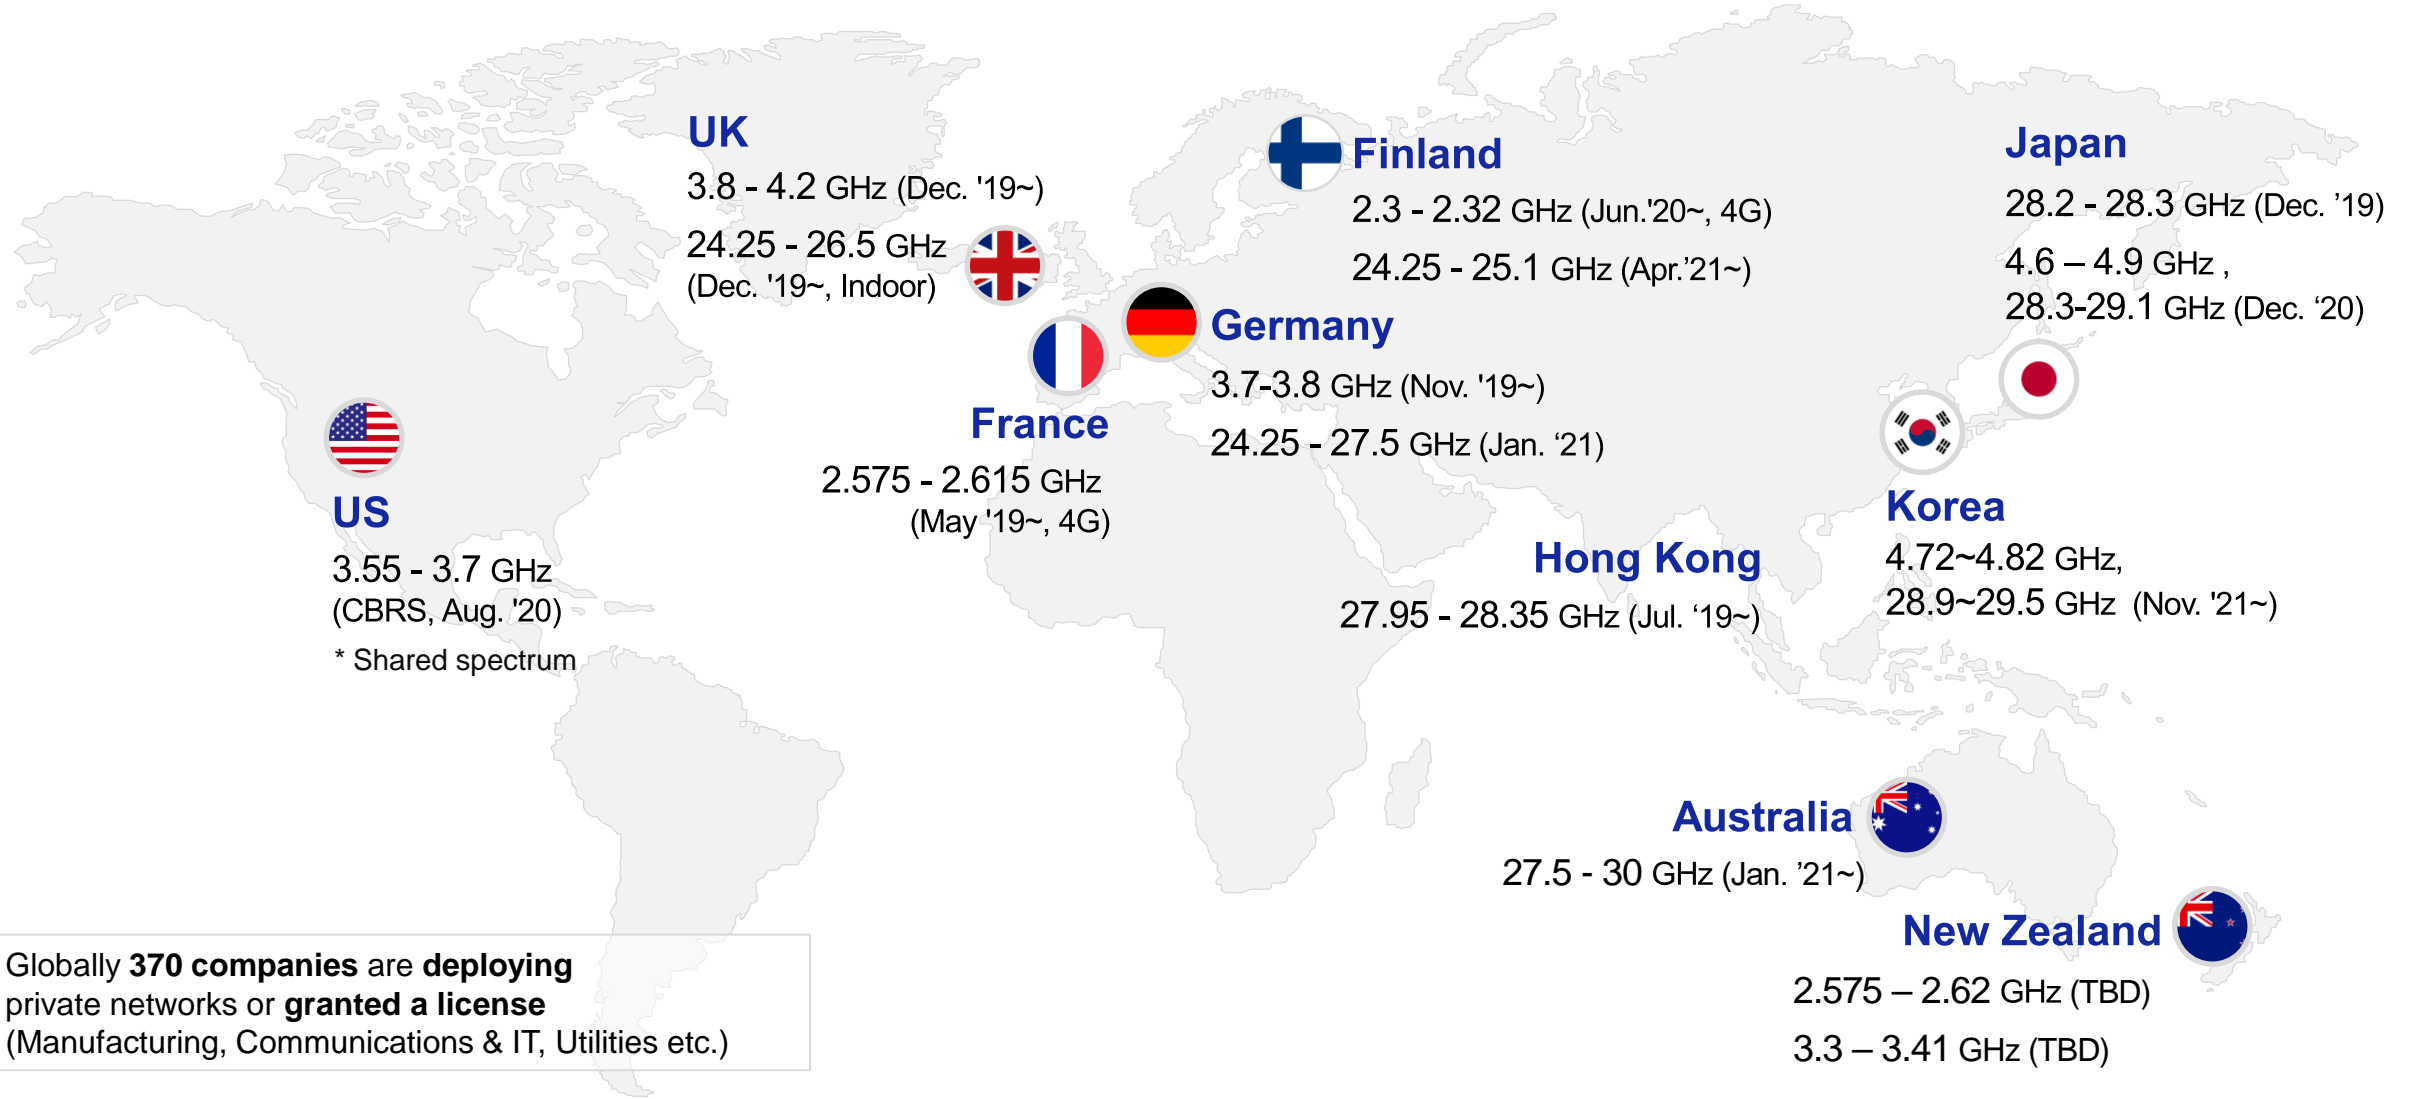 UK
3.8 - 4.2 GHz (Dec. '19~)
24.25 - 26.5 GHz
(Dec. '19~, Indoor)
Finland
2.3 - 2.32 GHz (Jun.'20~, 4G)
24.25 - 25.1 GHz (Apr.’21~)
Japan
28.2 - 28.3 GHz (Dec. ’19)
4.6 – 4.9 GHz ,
28.3-29.1 GHz (Dec. ‘20)
Germany
3.7-3.8 GHz (Nov. '19~)
24.25 - 27.5 GHz (Jan. ‘21)
France
2.575 - 2.615 GHz
(May '19~, 4G)
US
3.55 - 3.7 GHz
(CBRS, Aug. '20)
* Shared spectrum
Korea
4.72~4.82 GHz,
28.9~29.5 GHz (Nov. '21~)
Hong Kong
27.95 - 28.35 GHz (Jul. ‘19~)
Australia
27.5 - 30 GHz (Jan. ’21~)
New Zealand
2.575 – 2.62 GHz (TBD)
3.3 – 3.41 GHz (TBD)
Globally 370 companies are deploying
private networks or granted a license
(Manufacturing, Communications & IT, Utilities etc.)